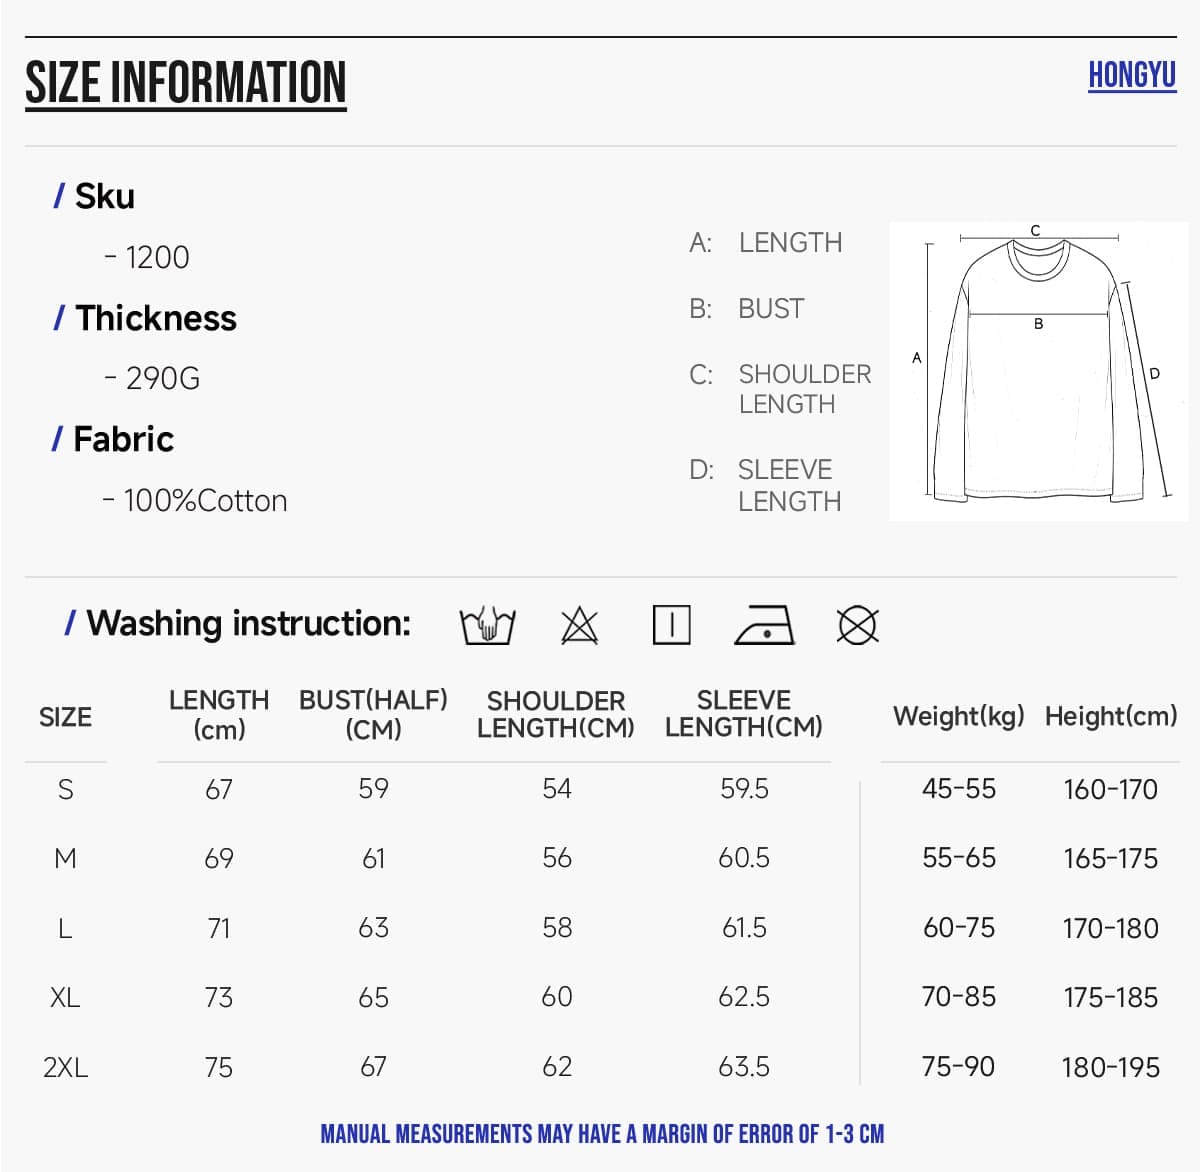 SIZE INFORMATION
HONGYU
/ Sku
- 1200
/ Thickness
- 290G
/ Fabric
- 100%Cotton
A: LENGTH
B: BUST
C: SHOULDER
LENGTH
D: SLEEVE
LENGTH
C
B
A
D
/ Washing instruction:
SIZE LENGTH (cm) BUST(HALF) (CM) SHOULDER LENGTH(CM) SLEEVE LENGTH(CM) Weight(kg) Height(cm)
S 67 59 54 59.5 45-55 160-170
M 69 61 56 60.5 55-65 165-175
L 71 63 58 61.5 60-75 170-180
XL 73 65 60 62.5 70-85 175-185
2XL 75 67 62 63.5 75-90 180-195
MANUAL MEASUREMENTS MAY HAVE A MARGIN OF ERROR OF 1-3 CM